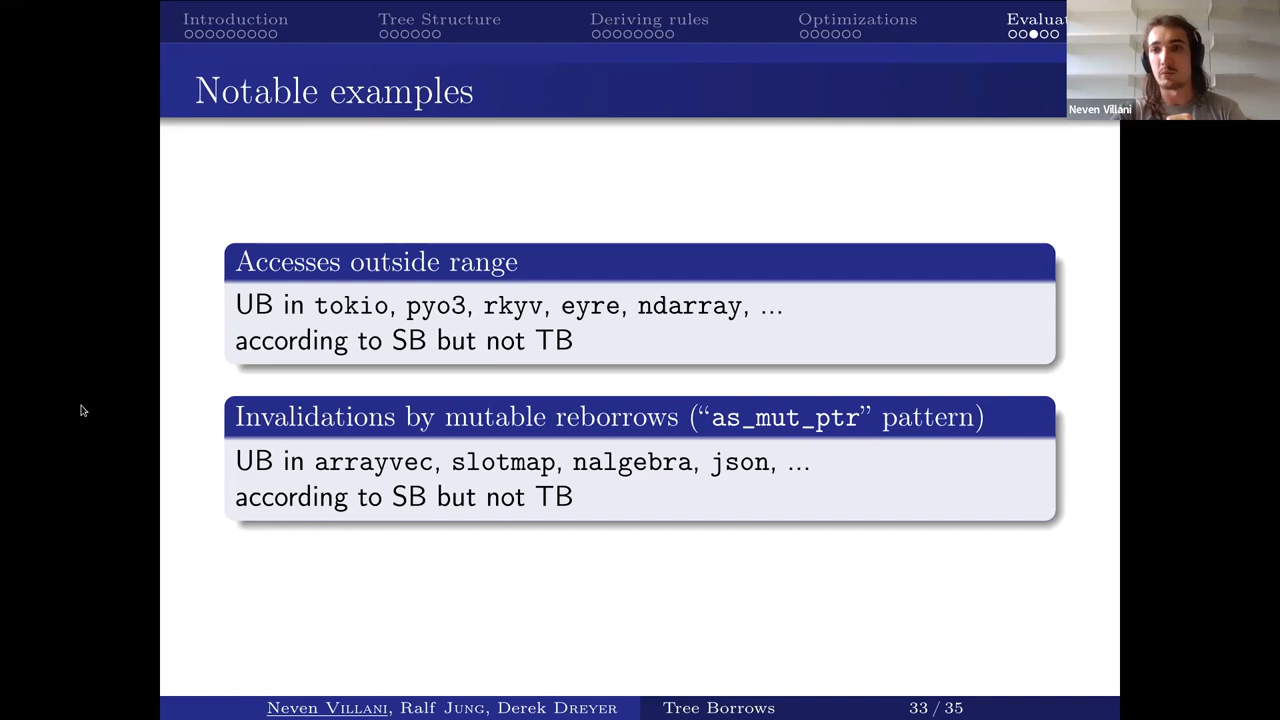 Introduction Tree Structure Deriving rules Optimizations Evaluat
Notable examples
Neven Villani
Accesses outside range
UB in tokio, pyo3, rkyv, eyre, ndarray, ...
according to SB but not TB
Invalidations by mutable reborrows (“as_mut_ptr” pattern)
UB in arrayvec, slotmap, nalgebra, json, ...
according to SB but not TB
Neven Villani, Ralf Jung, Derek Dreyer Tree Borrows 33 / 35